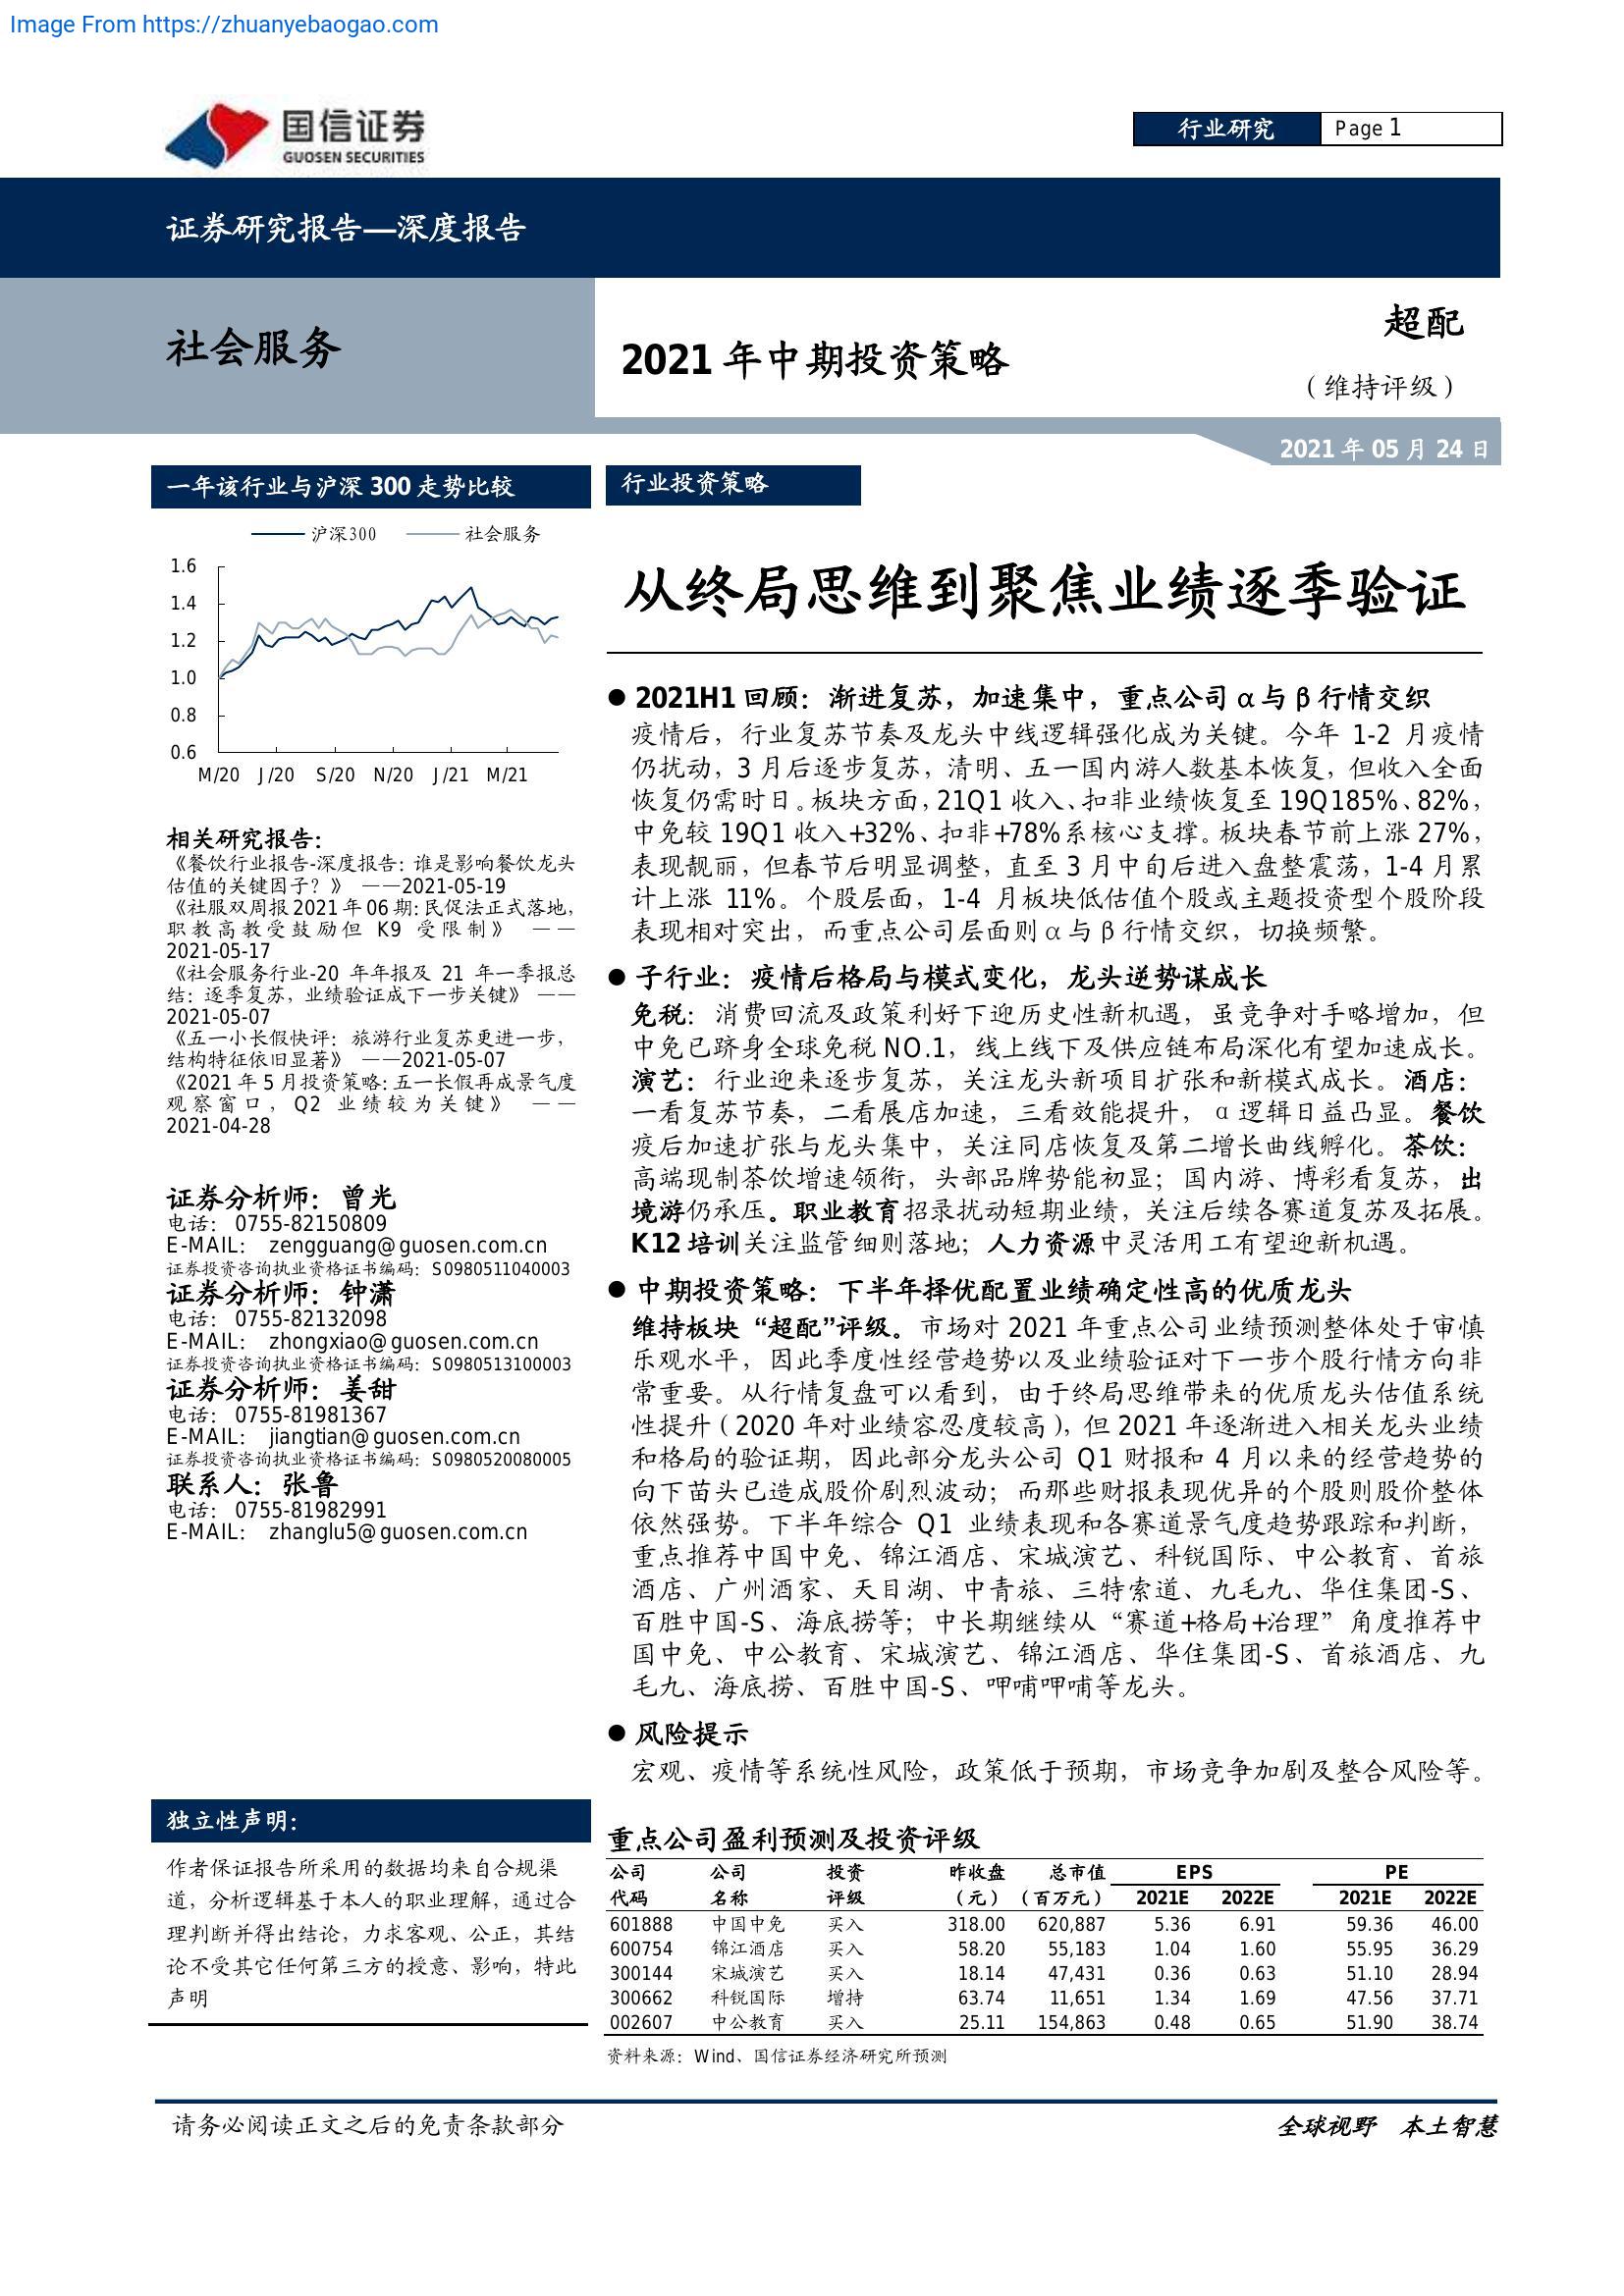 Image From https://zhuanyebaogao.com
国信证券
GUOSEN SECURITIES
行业研究
Page 1
证券研究报告—深度报告
社会服务
2021 年中期投资策略
超配
（维持评级）
2021 年 05 月 24 日
一年该行业与沪深 300 走势比较
沪深300 社会服务
1.6
1.4
1.2
1.0
0.8
0.6
M/20 J/20 S/20 N/20 J/21 M/21
相关研究报告：
《餐饮行业报告-深度报告：谁是影响餐饮龙头
估值的关键因子？》 ——2021-05-19
《社服双周报 2021 年 06 期：民促法正式落地，
职教高教受鼓励但 K9 受限制》 ——
2021-05-17
《社会服务行业-20 年年报及 21 年一季报总
结：逐季复苏，业绩验证成下一步关键》 ——
2021-05-07
《五一小长假快评：旅游行业复苏更进一步，
结构特征依旧显著》 ——2021-05-07
《2021 年 5 月投资策略：五一长假再成景气度
观察窗口，Q2 业绩较为关键》 ——
2021-04-28
证券分析师：曾光
电话： 0755-82150809
E-MAIL： zengguang@guosen.com.cn
证券投资咨询执业资格证书编码：S0980511040003
证券分析师：钟潇
电话： 0755-82132098
E-MAIL： zhongxiao@guosen.com.cn
证券投资咨询执业资格证书编码：S0980513100003
证券分析师：姜甜
电话： 0755-81981367
E-MAIL： jiangtian@guosen.com.cn
证券投资咨询执业资格证书编码：S0980520080005
联系人：张鲁
电话： 0755-81982991
E-MAIL： zhanglu5@guosen.com.cn
独立性声明：
作者保证报告所采用的数据均来自合规渠
道，分析逻辑基于本人的职业理解，通过合
理判断并得出结论，力求客观、公正，其结
论不受其它任何第三方的授意、影响，特此
声明
行业投资策略
从终局思维到聚焦业绩逐季验证
● 2021H1 回顾：渐进复苏，加速集中，重点公司 α 与 β 行情交织
疫情后，行业复苏节奏及龙头中线逻辑强化成为关键。今年 1-2 月疫情
仍扰动，3 月后逐步复苏，清明、五一国内游人数基本恢复，但收入全面
恢复仍需时日。板块方面，21Q1 收入、扣非业绩恢复至 19Q185%、82%，
中免较 19Q1 收入+32%、扣非+78%系核心支撑。板块春节前上涨 27%，
表现靓丽，但春节后明显调整，直至 3 月中旬后进入盘整震荡，1-4 月累
计上涨 11%。个股层面，1-4 月板块低估值个股或主题投资型个股阶段
表现相对突出，而重点公司层面则 α 与 β 行情交织，切换频繁。
● 子行业：疫情后格局与模式变化，龙头逆势谋成长
免税：消费回流及政策利好下迎历史性新机遇，虽竞争对手略增加，但
中免已跻身全球免税 NO.1，线上线下及供应链布局深化有望加速成长。
演艺：行业迎来逐步复苏，关注龙头新项目扩张和新模式成长。酒店：
一看复苏节奏，二看展店加速，三看效能提升， α 逻辑日益凸显。餐饮
疫后加速扩张与龙头集中，关注同店恢复及第二增长曲线孵化。茶饮：
高端现制茶饮增速领衔，头部品牌势能初显；国内游、博彩看复苏，出
境游仍承压。职业教育招录扰动短期业绩，关注后续各赛道复苏及拓展。
K12 培训关注监管细则落地；人力资源中灵活用工有望迎新机遇。
● 中期投资策略：下半年择优配置业绩确定性高的优质龙头
维持板块“超配”评级。市场对 2021 年重点公司业绩预测整体处于审慎
乐观水平，因此季度性经营趋势以及业绩验证对下一步个股行情方向非
常重要。从行情复盘可以看到，由于终局思维带来的优质龙头估值系统
性提升（2020 年对业绩容忍度较高），但 2021 年逐渐进入相关龙头业绩
和格局的验证期，因此部分龙头公司 Q1 财报和 4 月以来的经营趋势的
向下苗头已造成股价剧烈波动；而那些财报表现优异的个股则股价整体
依然强势。下半年综合 Q1 业绩表现和各赛道景气度趋势跟踪和判断，
重点推荐中国中免、锦江酒店、宋城演艺、科锐国际、中公教育、首旅
酒店、广州酒家、天目湖、中青旅、三特索道、九毛九、华住集团-S、
百胜中国-S、海底捞等；中长期继续从“赛道+格局+治理”角度推荐中
国中免、中公教育、宋城演艺、锦江酒店、华住集团-S、首旅酒店、九
毛九、海底捞、百胜中国-S、呷哺呷哺等龙头。
● 风险提示
宏观、疫情等系统性风险，政策低于预期，市场竞争加剧及整合风险等。
重点公司盈利预测及投资评级
公司 公司 投资 昨收盘 总市值 EPS PE
代码 名称 评级 （元） （百万元） 2021E 2022E 2021E 2022E
601888 中国中免 买入 318.00 620,887 5.36 6.91 59.36 46.00
600754 锦江酒店 买入 58.20 55,183 1.04 1.60 55.95 36.29
300144 宋城演艺 买入 18.14 47,431 0.36 0.63 51.10 28.94
300662 科锐国际 增持 63.74 11,651 1.34 1.69 47.56 37.71
002607 中公教育 买入 25.11 154,863 0.48 0.65 51.90 38.74
资料来源：Wind、国信证券经济研究所预测
请务必阅读正文之后的免责条款部分
全球视野 本土智慧